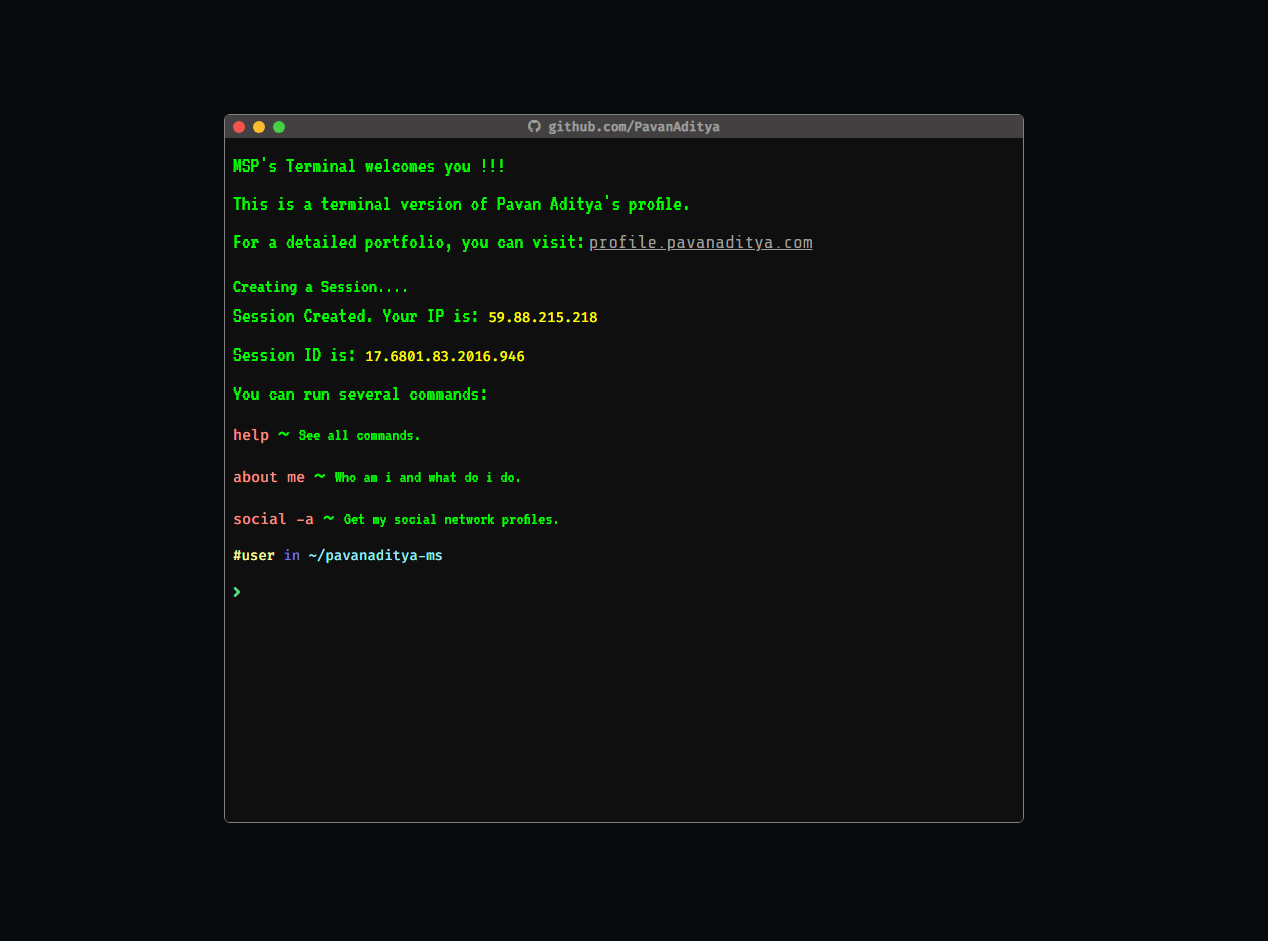 github.com/PavanAditya
MSP's Terminal welcomes you !!!
This is a terminal version of Pavan Aditya's profile.
For a detailed portfolio, you can visit: profile.pavanaditya.com
Creating a Session....
Session Created. Your IP is: 59.88.215.218
Session ID is: 17.6801.83.2016.946
You can run several commands:
help ~ See all commands.
about me ~ Who am i and what do i do.
social -a ~ Get my social network profiles.
#user in ~/pavanaditya-ms
❯